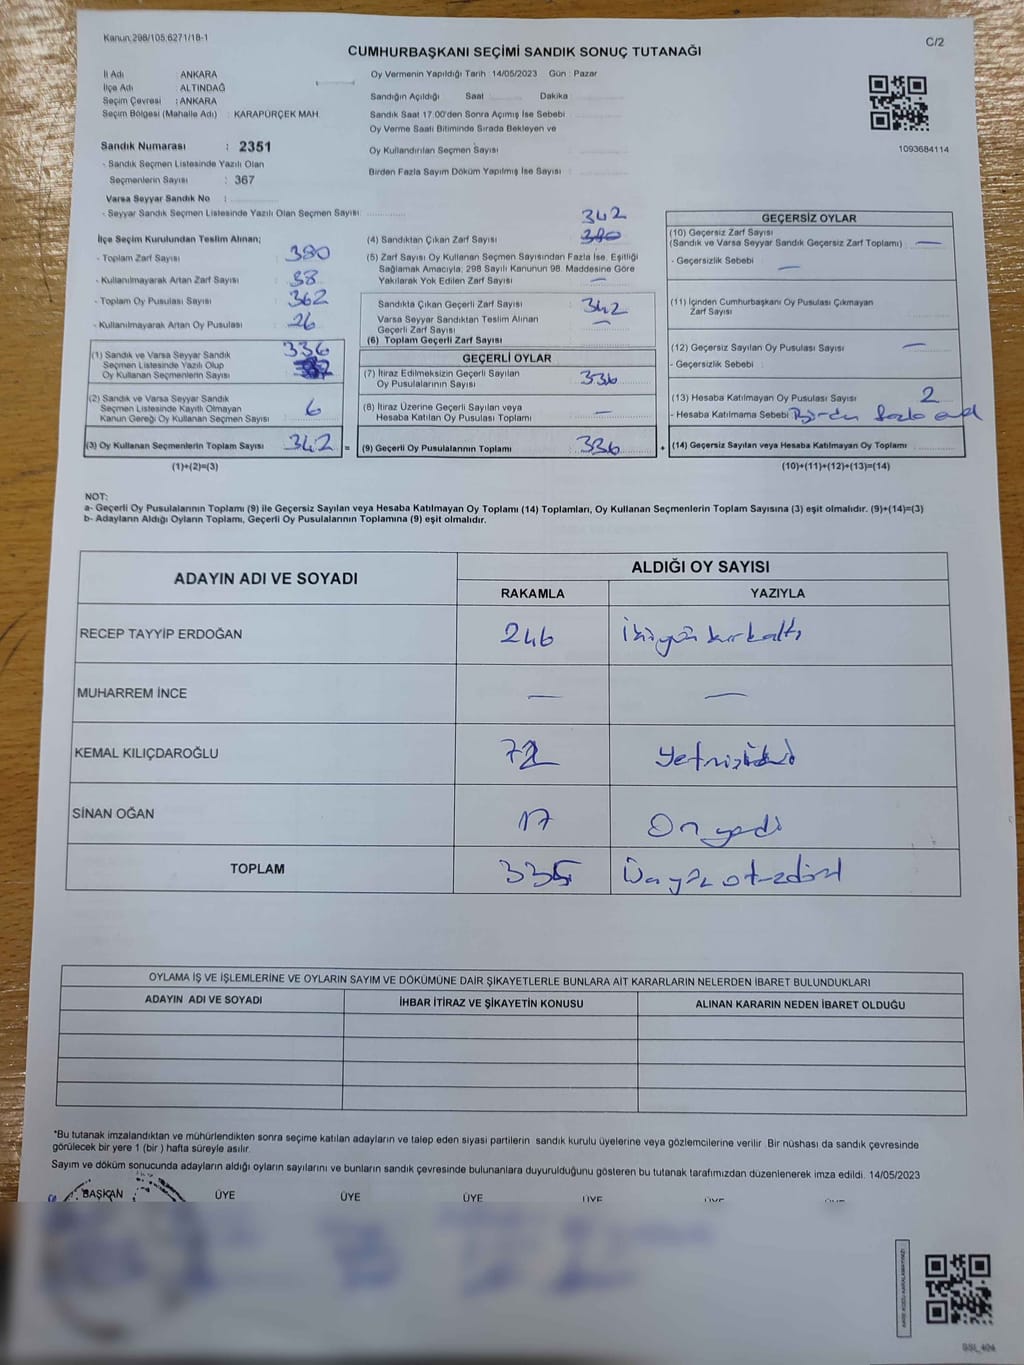 Kanun:298/105,6271/18-1
C/2
CUMHURBAŞKANI SEÇİMİ SANDIK SONUÇ TUTANAĞI
İl Adı : ANKARA
İlçe Adı : ALTINDAĞ
Seçim Çevresi : ANKARA
Seçim Bölgesi (Mahalle Adı) : KARAPÜRÇEK MAH.
Sandık Numarası : 2351
- Sandık Seçmen Listesinde Yazılı Olan
Seçmenlerin Sayısı : 367
Varsa Seyyar Sandık No :
- Seyyar Sandık Seçmen Listesinde Yazılı Olan Seçmen Sayısı:
Oy Vermenin Yapıldığı Tarih : 14/05/2023 Gün : Pazar
Sandığın Açıldığı Saat Dakika
Sandık Saat 17.00'den Sonra Açımış İse Sebebi
Oy Verme Saati Bitiminde Sırada Bekleyen ve
Oy Kullandırılan Seçmen Sayısı
Birden Fazla Sayım Döküm Yapılmış İse Sayısı
1093684114
İlçe Seçim Kurulundan Teslim Alınan;
- Toplam Zarf Sayısı : 380
- Kullanılmayarak Artan Zarf Sayısı : 38
- Toplam Oy Pusulası Sayısı : 362
- Kullanılmayarak Artan Oy Pusulası : 26
(1) Sandık ve Varsa Seyyar Sandık
Seçmen Listesinde Yazılı Olup
Oy Kullanan Seçmenlerin Sayısı : 336
(2) Sandık ve Varsa Seyyar Sandık
Seçmen Listesinde Kayıtlı Olmayan
Kanun Gereği Oy Kullanan Seçmen Sayısı : 6
(3) Oy Kullanan Seçmenlerin Toplam Sayısı : 342 =
(1)+(2)=(3)
342
(4) Sandıktan Çıkan Zarf Sayısı : 380
(5) Zarf Sayısı Oy Kullanan Seçmen Sayısından Fazla İse, Eşitliği
Sağlamak Amacıyla; 298 Sayılı Kanunun 98. Maddesine Göre
Yakılarak Yok Edilen Zarf Sayısı : —
Sandıkta Çıkan Geçerli Zarf Sayısı : 342
Varsa Seyyar Sandıktan Teslim Alınan
Geçerli Zarf Sayısı : —
(6) Toplam Geçerli Zarf Sayısı
GEÇERLİ OYLAR
(7) İtiraz Edilmeksizin Geçerli Sayılan
Oy Pusulalarının Sayısı : 336
(8) İtiraz Üzerine Geçerli Sayılan veya
Hesaba Katılan Oy Pusulası Toplamı : —
(9) Geçerli Oy Pusulalarının Toplamı : 336 +
GEÇERSİZ OYLAR
(10) Geçersiz Zarf Sayısı
(Sandık ve Varsa Seyyar Sandık Geçersiz Zarf Toplamı) : —
- Geçersizlik Sebebi : —
(11) İçinden Cumhurbaşkanı Oy Pusulası Çıkmayan
Zarf Sayısı
(12) Geçersiz Sayılan Oy Pusulası Sayısı : —
- Geçersizlik Sebebi :
(13) Hesaba Katılmayan Oy Pusulası Sayısı : 2
- Hesaba Katılmama Sebebi : Birden fazla
(14) Geçersiz Sayılan veya Hesaba Katılmayan Oy Toplamı
(10)+(11)+(12)+(13)=(14)
NOT:
a- Geçerli Oy Pusulalarının Toplamı (9) ile Geçersiz Sayılan veya Hesaba Katılmayan Oy Toplamı (14) Toplamları, Oy Kullanan Seçmenlerin Toplam Sayısına (3) eşit olmalıdır. (9)+(14)=(3)
b- Adayların Aldığı Oyların Toplamı, Geçerli Oy Pusulalarının Toplamına (9) eşit olmalıdır.
ADAYIN ADI VE SOYADI ALDIĞI OY SAYISI
RAKAMLA YAZIYLA
RECEP TAYYİP ERDOĞAN 246 İkiyüz kırkaltı
MUHARREM İNCE — —
KEMAL KILIÇDAROĞLU 72 Yetmişiki
SİNAN OĞAN 17 On yedi
TOPLAM 335 Üç yüz otuzdört
OYLAMA İŞ VE İŞLEMLERİNE VE OYLARIN SAYIM VE DÖKÜMÜNE DAİR ŞİKAYETLERLE BUNLARA AİT KARARLARIN NELERDEN İBARET BULUNDUKLARI
ADAYIN ADI VE SOYADI İHBAR İTİRAZ VE ŞİKAYETİN KONUSU ALINAN KARARIN NEDEN İBARET OLDUĞU
*Bu tutanak imzalandıktan ve mühürlendikten sonra seçime katılan adayların ve talep eden siyasi partilerin sandık kurulu üyelerine veya gözlemcilerine verilir. Bir nüshası da sandık çevresinde
görülecek bir yere 1 (bir ) hafta süreyle asılır.
Sayım ve döküm sonucunda adayların aldığı oyların sayılarını ve bunların sandık çevresinde bulunanlara duyurulduğunu gösteren bu tutanak tarafımızdan düzenlenerek imza edildi. 14/05/2023
BAŞKAN ÜYE ÜYE ÜYE ÜYE